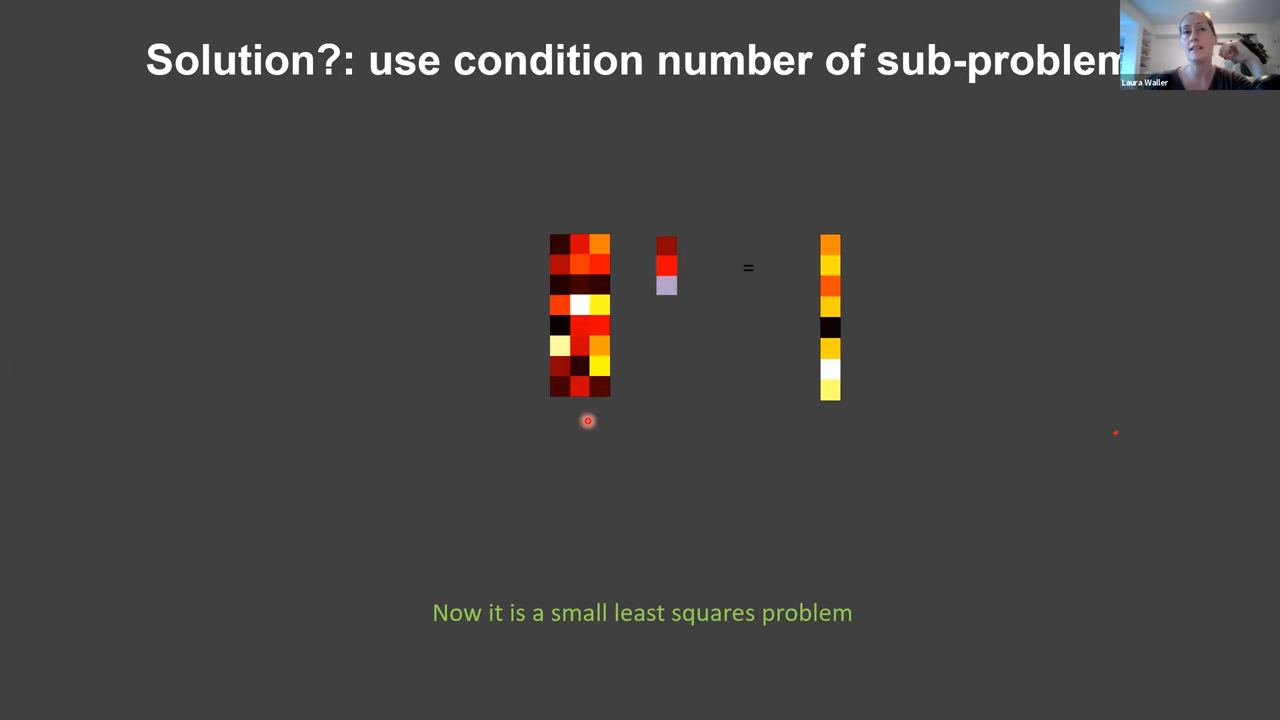 Solution?: use condition number of sub-problem
Laura Waller
=
Now it is a small least squares problem